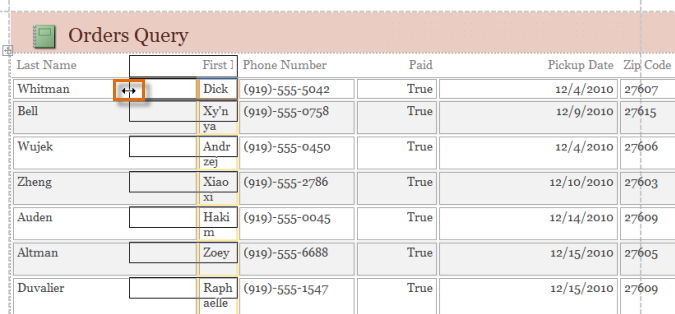 Orders Query
Last Name First Phone Number Paid Pickup Date Zip Code
Whitman Dick (919)-555-5042 True 12/4/2010 27607
Bell Xy'n (919)-555-0758 True 12/9/2010 27615
ya
Wujek Andr (919)-555-0450 True 12/4/2010 27606
zej
Zheng Xiao (919)-555-2786 True 12/10/2010 27603
xi
Auden Haki (919)-555-0045 True 12/14/2010 27609
m
Altman Zoey (919)-555-6688 True 12/15/2010 27605
Duvalier Raph (919)-555-1547 True 12/15/2010 27609
aelle